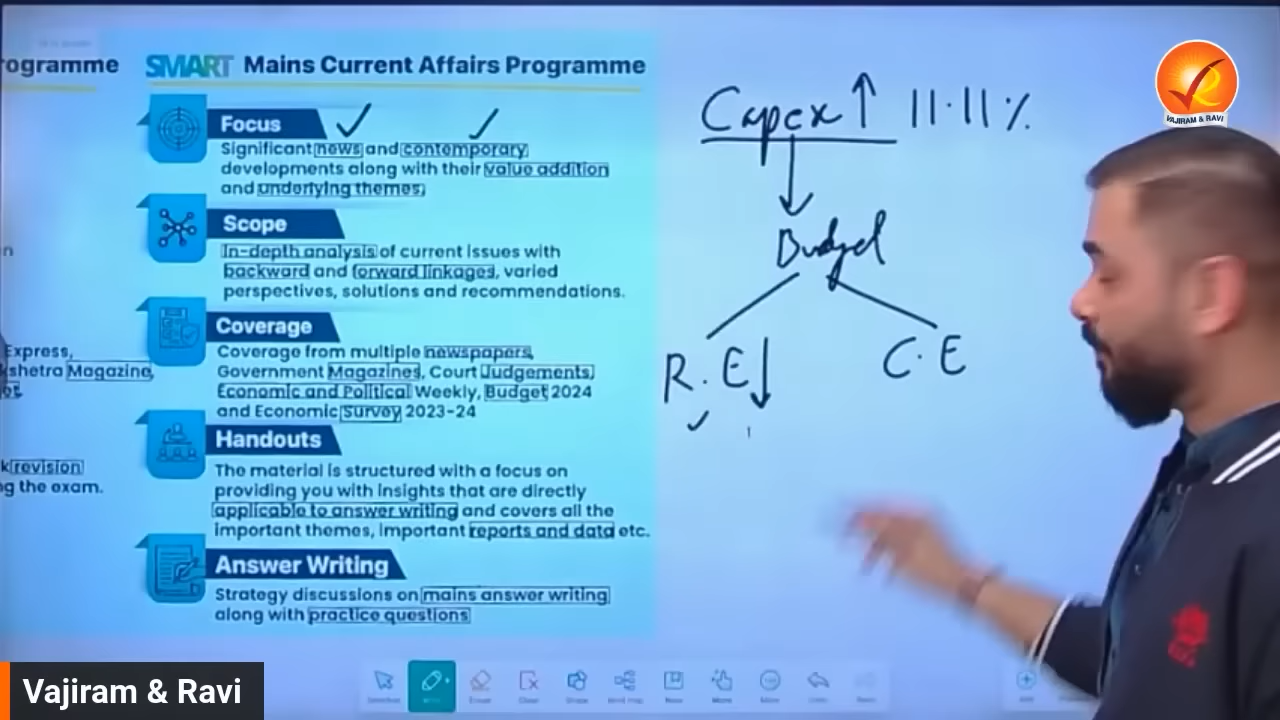 ogramme
SMART Mains Current Affairs Programme
Focus
Significant news and contemporary
developments along with their value addition
and underlying themes.
Scope
In-depth analysis of current issues with
backward and forward linkages, varied
perspectives, solutions and recommendations.
Coverage
Coverage from multiple newspapers,
Government Magazines, Court Judgements,
Economic and Political Weekly, Budget 2024
and Economic Survey 2023-24
Handouts
The material is structured with a focus on
providing you with insights that are directly
applicable to answer writing and covers all the
important themes, important reports and data etc.
Answer Writing
Strategy discussions on mains answer writing
along with practice questions
Express,
kshetra Magazine,
k revision
ng the exam.
Capex ↑ 11.11%
Budget
R.E ↓
C.E
VAJIRAM & RAVI
Vajiram & Ravi